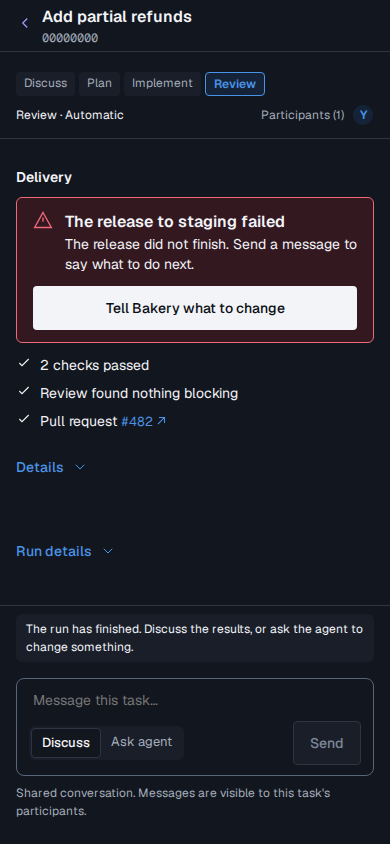 Add partial refunds
00000000
Discuss Plan Implement Review
Review · Automatic Participants (1) Y
Delivery
The release to staging failed
The release did not finish. Send a message to
say what to do next.
Tell Bakery what to change
2 checks passed
Review found nothing blocking
Pull request #482 ↗
Details
Run details
The run has finished. Discuss the results, or ask the agent to
change something.
Message this task...
Discuss Ask agent Send
Shared conversation. Messages are visible to this task's
participants.